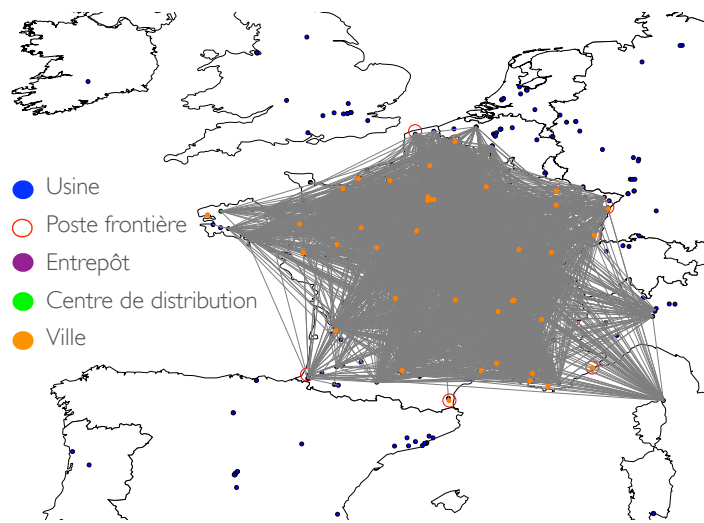 Usine
Poste frontière
Entrepôt
Centre de distribution
Ville